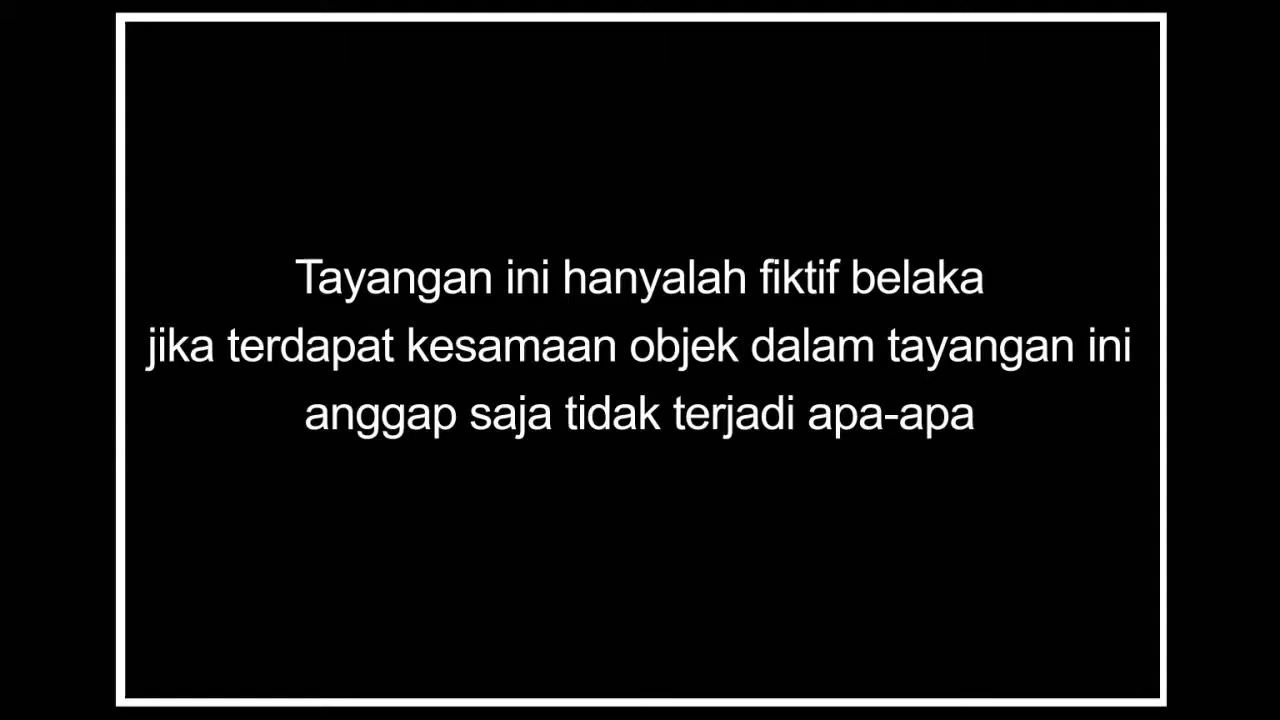 Tayangan ini hanyalah fiktif belaka
jika terdapat kesamaan objek dalam tayangan ini
anggap saja tidak terjadi apa-apa